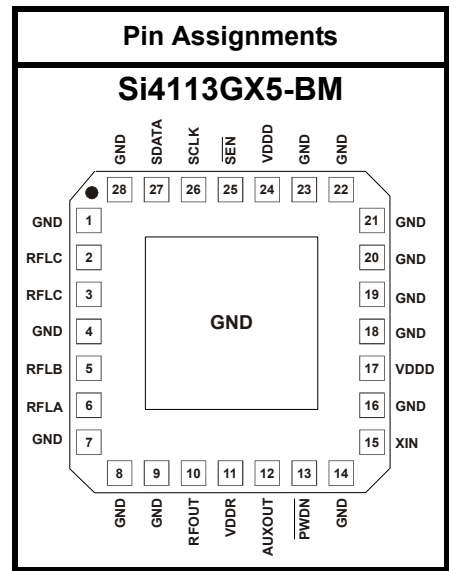 Pin Assignments
Si4113GX5-BM
GND
SDATA
SCLK
SEN
VDDD
GND
GND
28
27
26
25
24
23
22
GND 1
RFLC 2
RFLC 3
GND 4
RFLB 5
RFLA 6
GND 7
GND
21 GND
20 GND
19 GND
18 GND
17 VDDD
16 GND
15 XIN
8
9
10
11
12
13
14
GND
GND
RFOUT
VDDR
AUXOUT
PWDN
GND